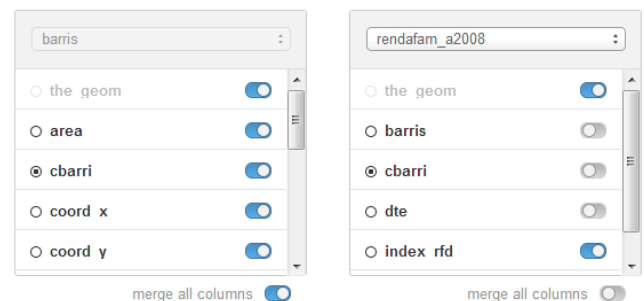 barris
the_geom
area
cbarri
coord_x
coord_y
merge all columns
rendafam_a2008
the_geom
barris
cbarri
dte
index_rfd
merge all columns